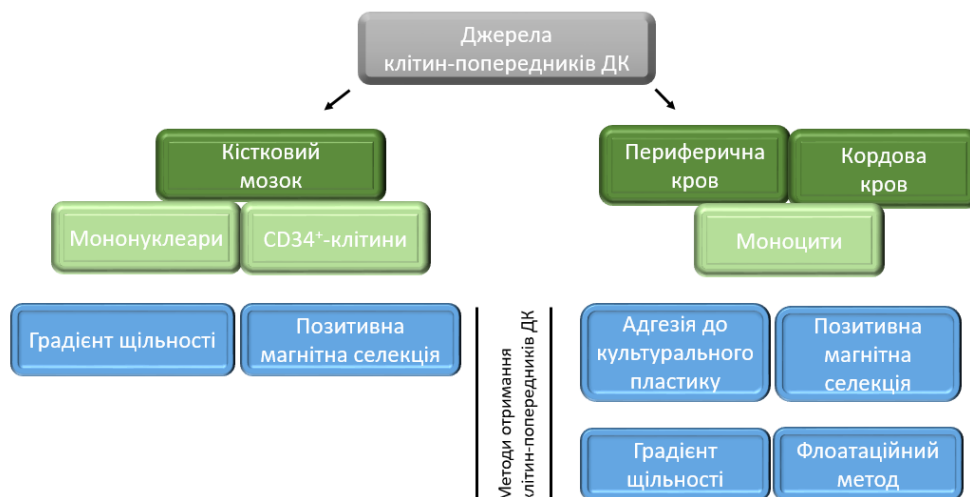 Джерела
клітин-попередників ДК
Кістковий
мозок
Мононуклеари
CD34⁺-клітини
Периферична
кров
Кордова
кров
Моноцити
Градієнт щільності
Позитивна
магнітна селекція
Методи отримання
клітин-попередників ДК
Адгезія до
культурального
пластику
Позитивна
магнітна
селекція
Градієнт
щільності
Флоатаційний
метод